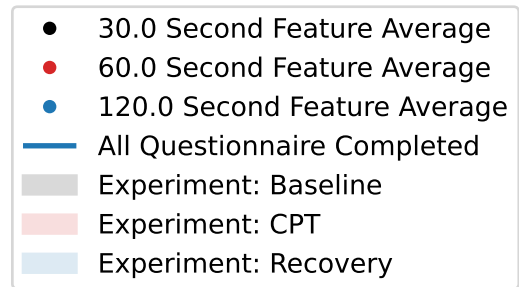 30.0 Second Feature Average
60.0 Second Feature Average
120.0 Second Feature Average
All Questionnaire Completed
Experiment: Baseline
Experiment: CPT
Experiment: Recovery